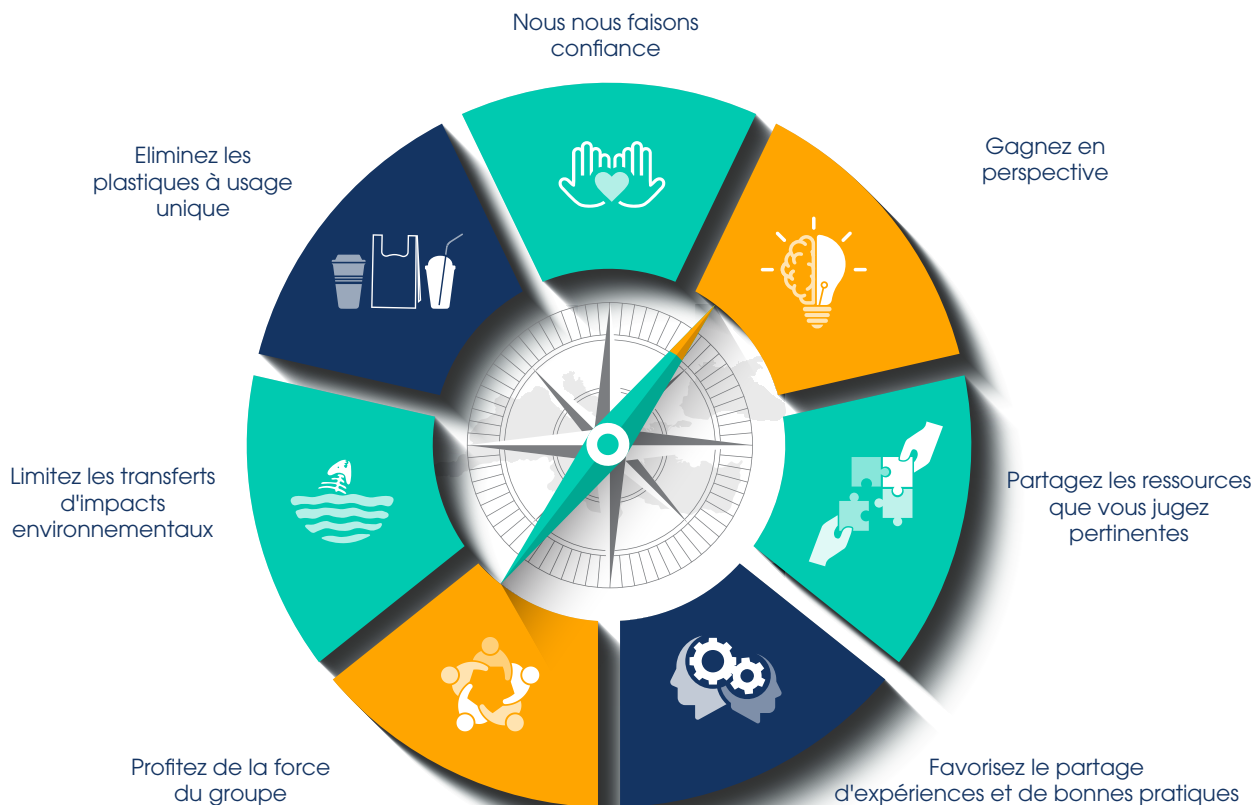 Nous nous faisons
confiance
Gagnez en
perspective
Partagez les ressources
que vous jugez
pertinentes
Favorisez le partage
d'expériences et de bonnes pratiques
Profitez de la force
du groupe
Limitez les transferts
d'impacts
environnementaux
Eliminez les
plastiques à usage
unique